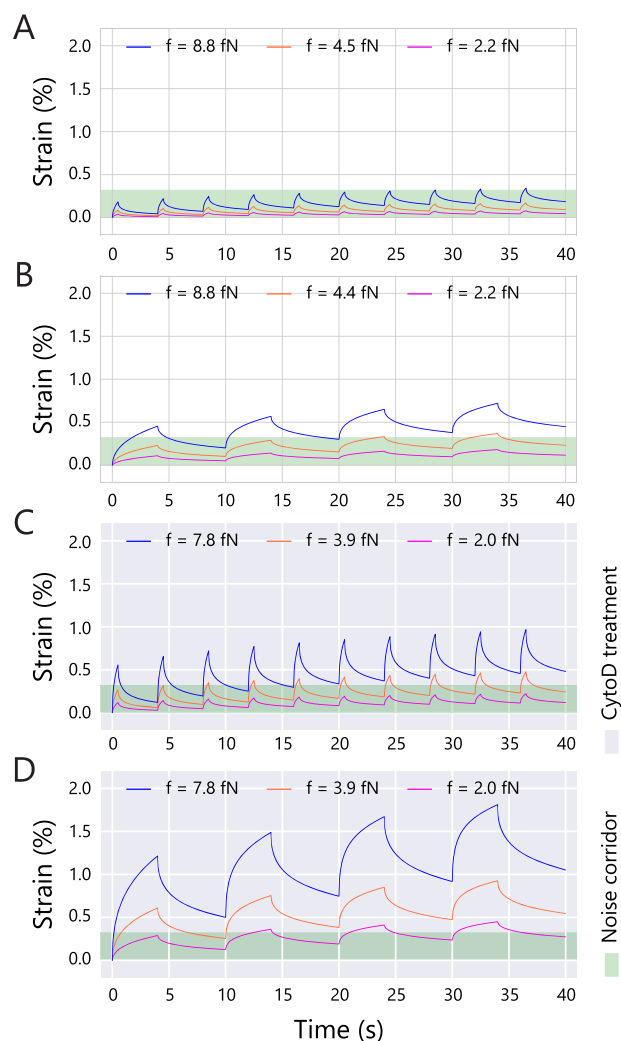 A
f = 8.8 fN f = 4.5 fN f = 2.2 fN
2.0
1.5
1.0
0.5
0.0
Strain (%)
0 5 10 15 20 25 30 35 40
B
f = 8.8 fN f = 4.4 fN f = 2.2 fN
2.0
1.5
1.0
0.5
0.0
Strain (%)
0 5 10 15 20 25 30 35 40
C
f = 7.8 fN f = 3.9 fN f = 2.0 fN
2.0
1.5
1.0
0.5
0.0
Strain (%)
0 5 10 15 20 25 30 35 40
D
f = 7.8 fN f = 3.9 fN f = 2.0 fN
2.0
1.5
1.0
0.5
0.0
Strain (%)
0 5 10 15 20 25 30 35 40
Time (s)
CytoD treatment
Noise corridor